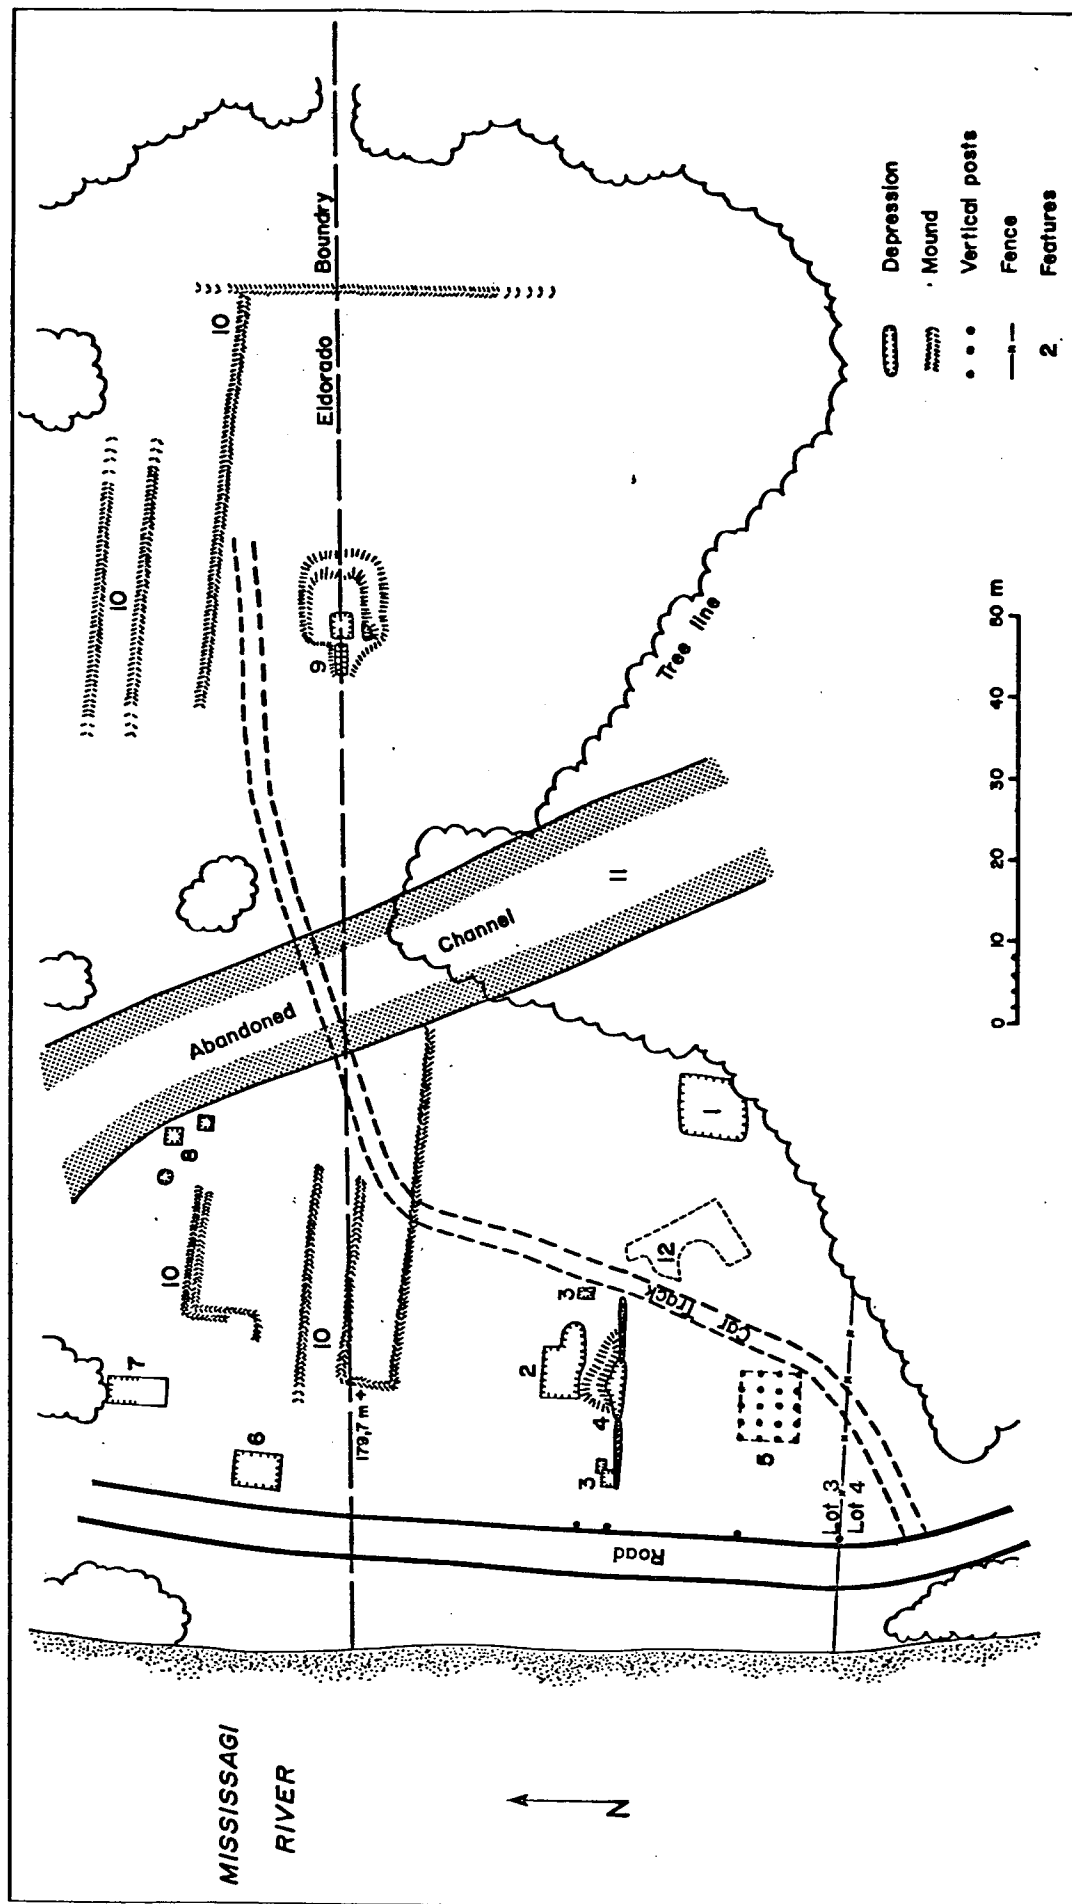 MISSISSAGI
RIVER
N
Road
Lot 3
Lot 4
Car Track
179,7 m +
Abandoned
Channel
Eldorado Boundry
Tree line
1
2
3
3
4
5
6
7
8
9
10
10
10
10
11
12
0 10 20 30 40 50 m
Depression
Mound
Vertical posts
Fence
2 Features